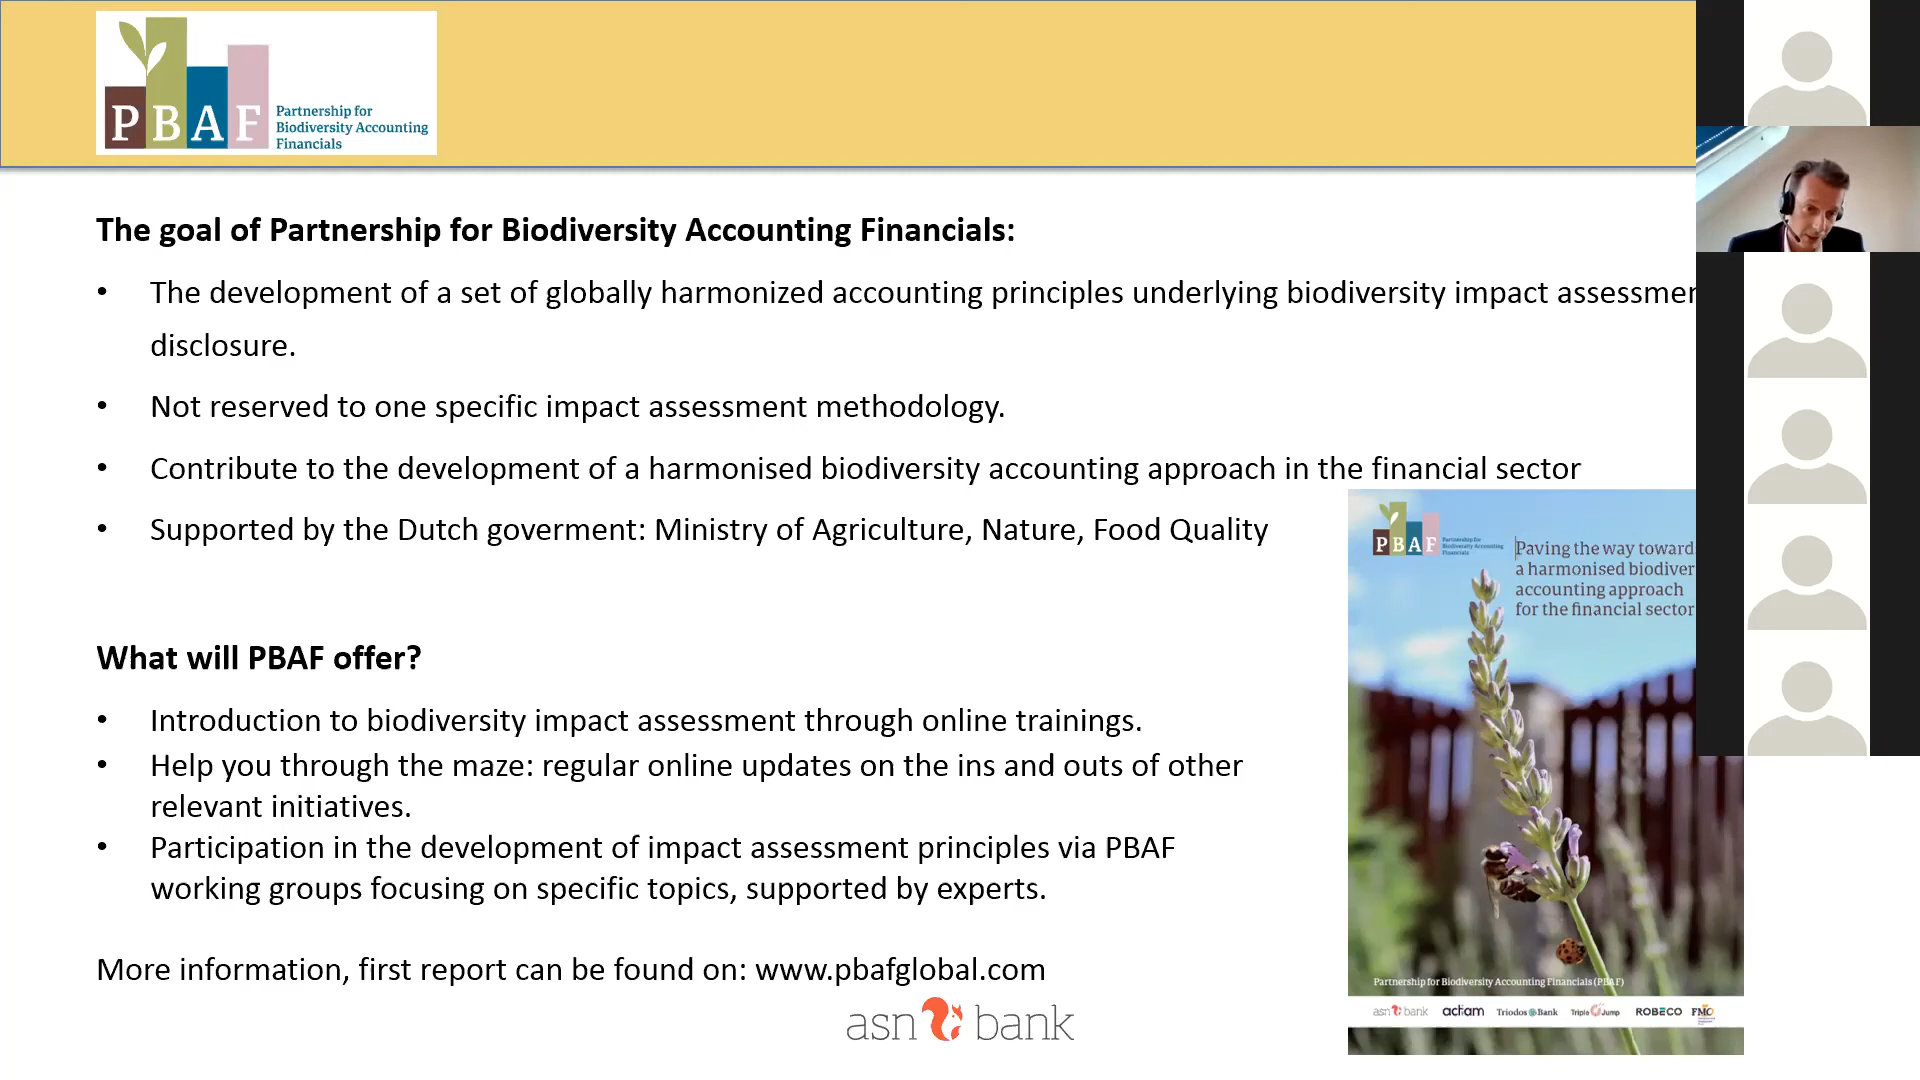 PBAF
Partnership for
Biodiversity Accounting
Financials
The goal of Partnership for Biodiversity Accounting Financials:
• The development of a set of globally harmonized accounting principles underlying biodiversity impact assessmen
disclosure.
• Not reserved to one specific impact assessment methodology.
• Contribute to the development of a harmonised biodiversity accounting approach in the financial sector
• Supported by the Dutch goverment: Ministry of Agriculture, Nature, Food Quality
What will PBAF offer?
• Introduction to biodiversity impact assessment through online trainings.
• Help you through the maze: regular online updates on the ins and outs of other
relevant initiatives.
• Participation in the development of impact assessment principles via PBAF
working groups focusing on specific topics, supported by experts.
More information, first report can be found on: www.pbafglobal.com
asn bank
PBAF
Partnership for
Biodiversity Accounting
Financials
Paving the way toward
a harmonised biodiver
accounting approach
for the financial sector
Partnership for Biodiversity Accounting Financials (PBAF)
asn bank actiam Triodos Bank Triple Jump ROBECO FMO